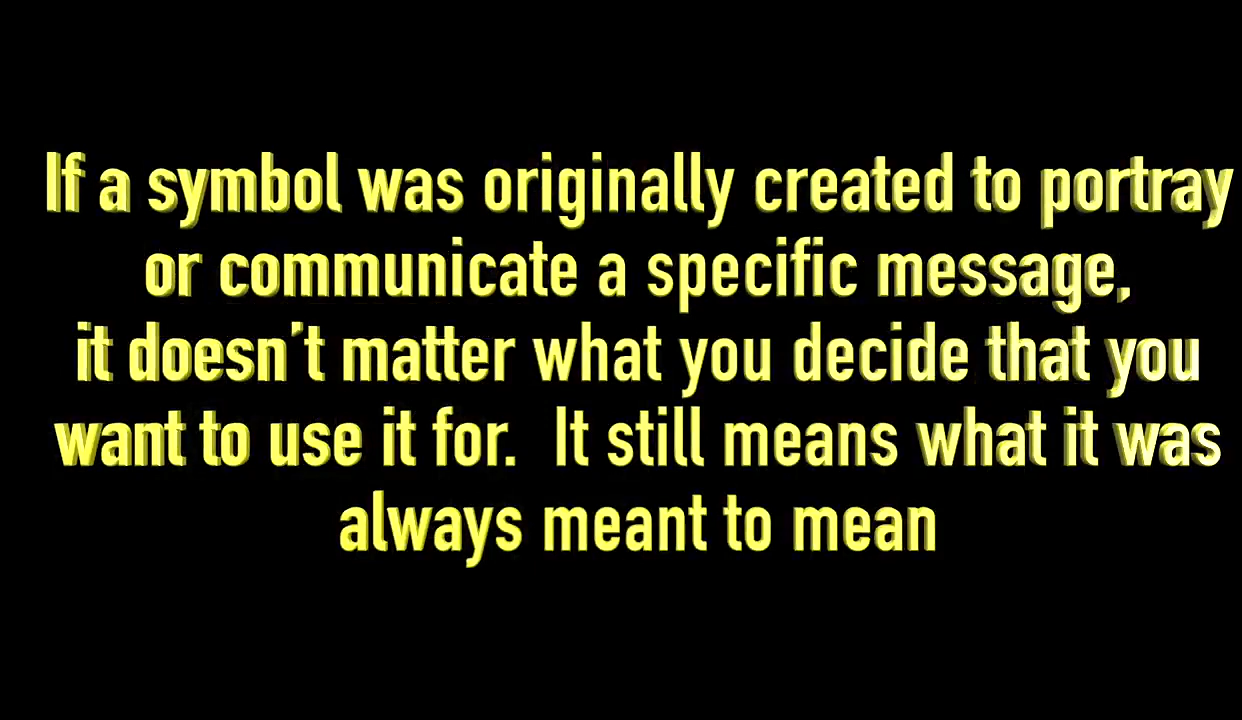 If a symbol was originally created to portray
or communicate a specific message,
it doesn't matter what you decide that you
want to use it for.  It still means what it was
always meant to mean